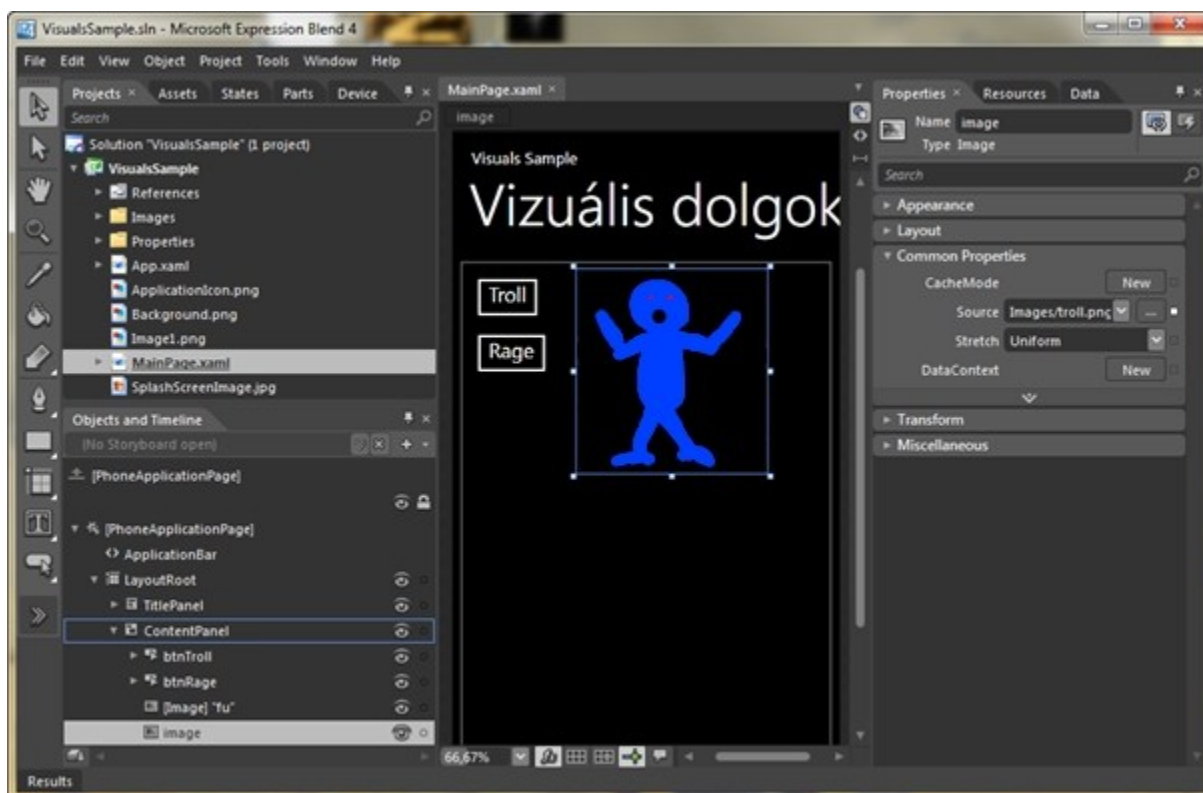 VisualsSample.sln - Microsoft Expression Blend 4
File Edit View Object Project Tools Window Help
Projects Assets States Parts Device
Search
Solution "VisualsSample" (1 project)
VisualsSample
References
Images
Properties
App.xaml
ApplicationIcon.png
Background.png
Image1.png
MainPage.xaml
SplashScreenImage.jpg
Objects and Timeline
(No Storyboard open)
[PhoneApplicationPage]
[PhoneApplicationPage]
ApplicationBar
LayoutRoot
TitlePanel
ContentPanel
btnTroll
btnRage
[Image] "fu"
image
Results
MainPage.xaml
image
Visuals Sample
Vizuális dolgok
Troll
Rage
66,67%
Properties Resources Data
Name image
Type Image
Search
Appearance
Layout
Common Properties
CacheMode New
Source Images/troll.png ...
Stretch Uniform
DataContext New
Transform
Miscellaneous